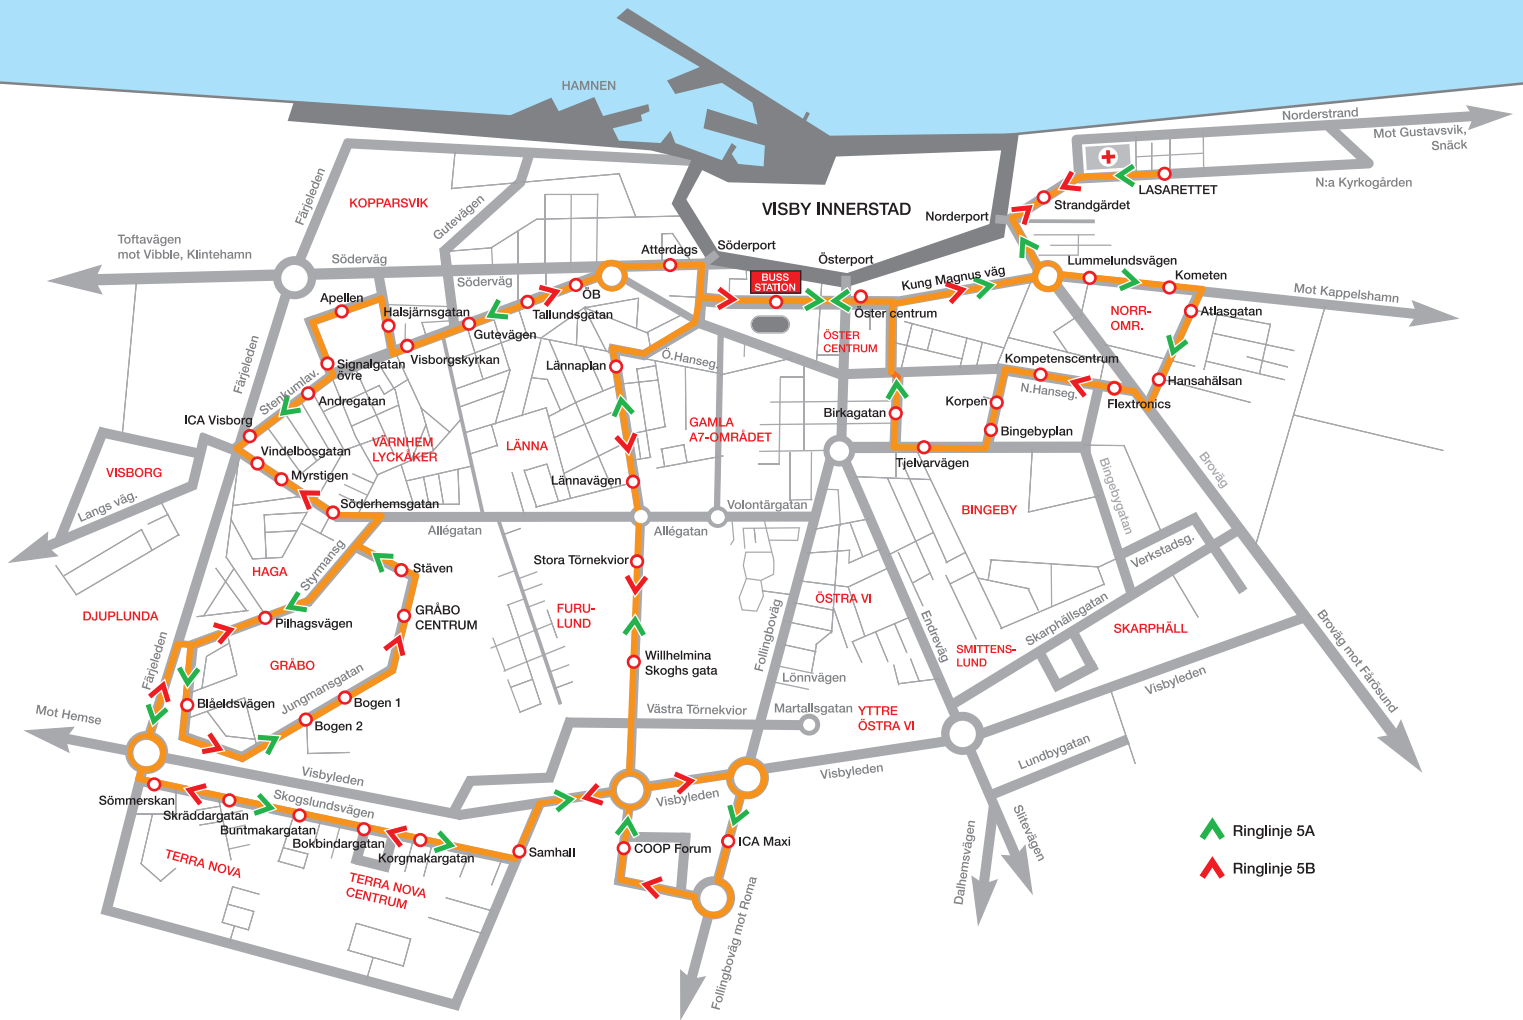 HAMNEN
Norderstrand
Mot Gustavsvik,
Snäck
LASARETTET
N:a Kyrkogården
Strandgärdet
VISBY INNERSTAD
Norderport
Färjeleden
KOPPARSVIK
Gutevägen
Toftavägen
mot Vibble, Klintehamn
Söderväg
Söderväg
Atterdags
Söderport
Österport
BUSS
STATION
Kung Magnus väg
Lummelundsvägen
Kometen
Mot Kappelshamn
Apellen
Halsjärnsgatan
ÖB
Tallundsgatan
Gutevägen
Visborgskyrkan
Öster centrum
ÖSTER
CENTRUM
NORR-
OMR.
Atlasgatan
Färjeleden
Signalgatan
övre
Stenkumlav.
Andregatan
Lännaplan
Ö.Hanseg.
Kompetenscentrum
N.Hanseg.
Hansahälsan
Flextronics
ICA Visborg
Vindelbosgatan
Myrstigen
VÄRNHEM
LYCKÅKER
LÄNNA
GAMLA
A7-OMRÅDET
Birkagatan
Korpen
Bingebyplan
Tjelvarvägen
VISBORG
Langs väg.
Söderhemsgatan
Lännavägen
Allégatan
Allégatan
Volontärgatan
BINGEBY
Bingebygatan
Broväg
Verkstadsg.
Styrmansg
Stäven
HAGA
Stora Törnekvior
DJUPLUNDA
Pilhagsvägen
GRÅBO
CENTRUM
FURU-
LUND
ÖSTRA VI
Follingboväg
Endreväg
Skarphällsgatan
SKARPHÄLL
Broväg mot Fårösund
Färjeleden
GRÅBO
Jungmansgatan
Willhelmina
Skoghs gata
Lönnvägen
SMITTENS-
LUND
Visbyleden
Blåeldsvägen
Bogen 1
Bogen 2
Västra Törnekvior
Martallsgatan
YTTRE
ÖSTRA VI
Mot Hemse
Visbyleden
Visbyleden
Visbyleden
Lundbygatan
Sömmerskan
Skogslundsvägen
Skräddargatan
Buntmakargatan
Bokbindargatan
Korgmakargatan
Samhall
COOP Forum
ICA Maxi
Slitevägen
Dalhemsvägen
TERRA NOVA
TERRA NOVA
CENTRUM
Follingboväg mot Roma
Ringlinje 5A
Ringlinje 5B